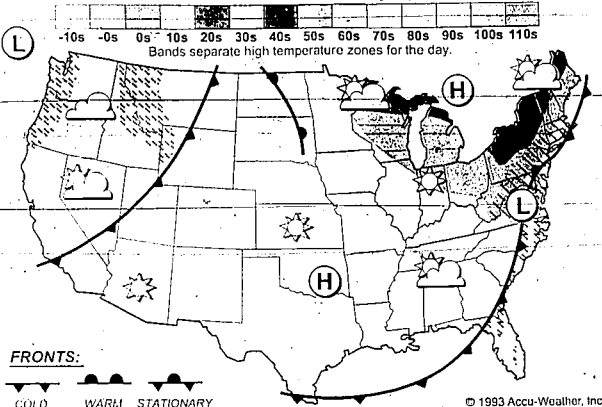 -10s -0s 0s 10s 20s 30s 40s 50s 60s 70s 80s 90s 100s 110s
Bands separate high temperature zones for the day.
L
H
L
H
FRONTS:
COLD WARM STATIONARY
© 1993 Accu-Weather, Inc